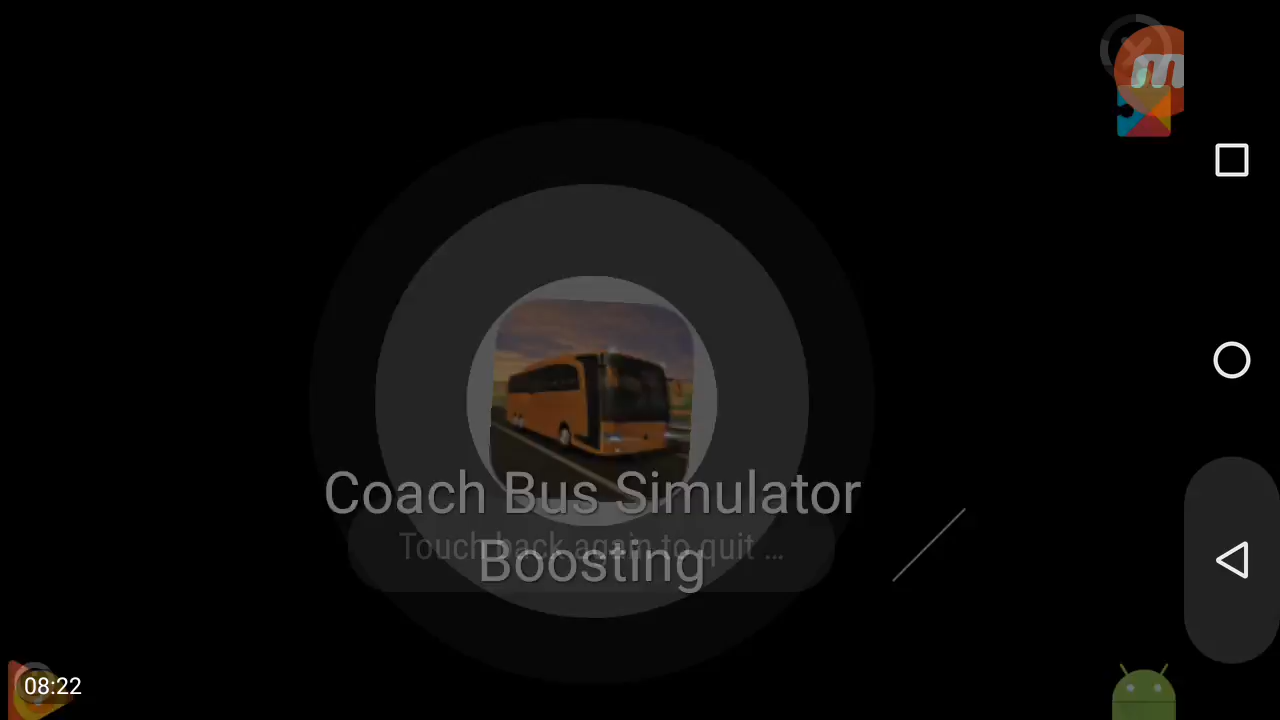 m
Coach Bus Simulator
Touch back again to quit ...
Boosting
08:22